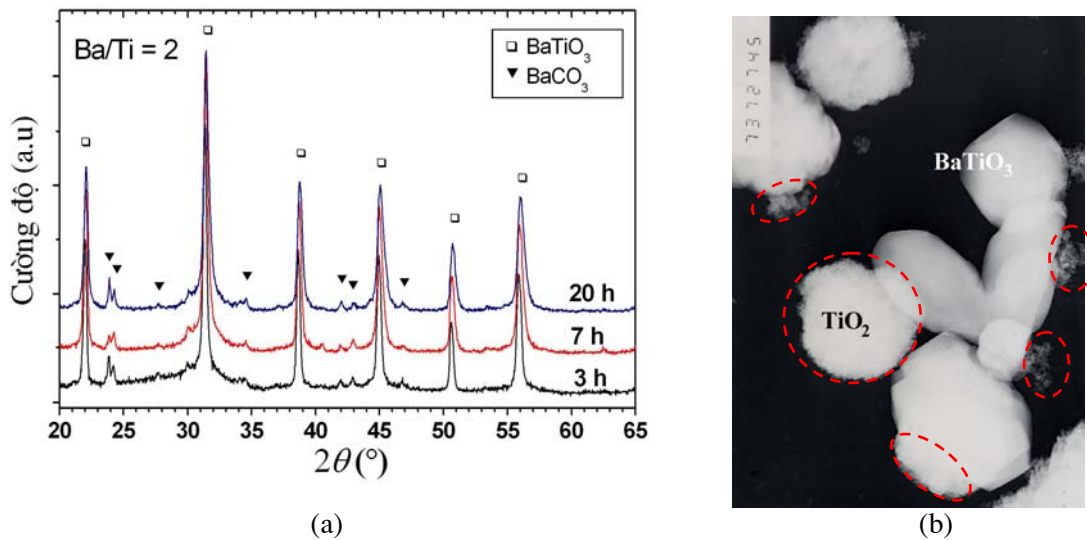 Ba/Ti = 2
BaTiO3
BaCO3
Cường độ (a.u)
20 h
7 h
3 h
20 25 30 35 40 45 50 55 60 65
2θ (°)
(a)
7372745
BaTiO3
TiO2
(b)